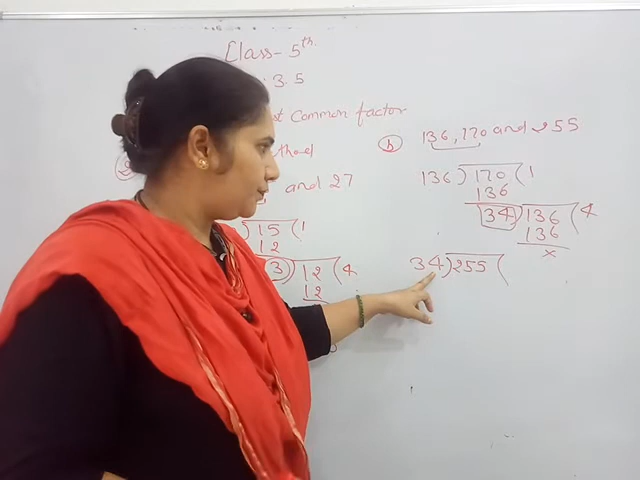 Class- 5th.
3.5
st Common factor
thod
and 27
15 ( 1
12
3 ) 12 ( 4
12
(b) 136, 170 and 255
136 ) 170 ( 1
136
34 ) 136 ( 4
136
x
34 ) 255 (